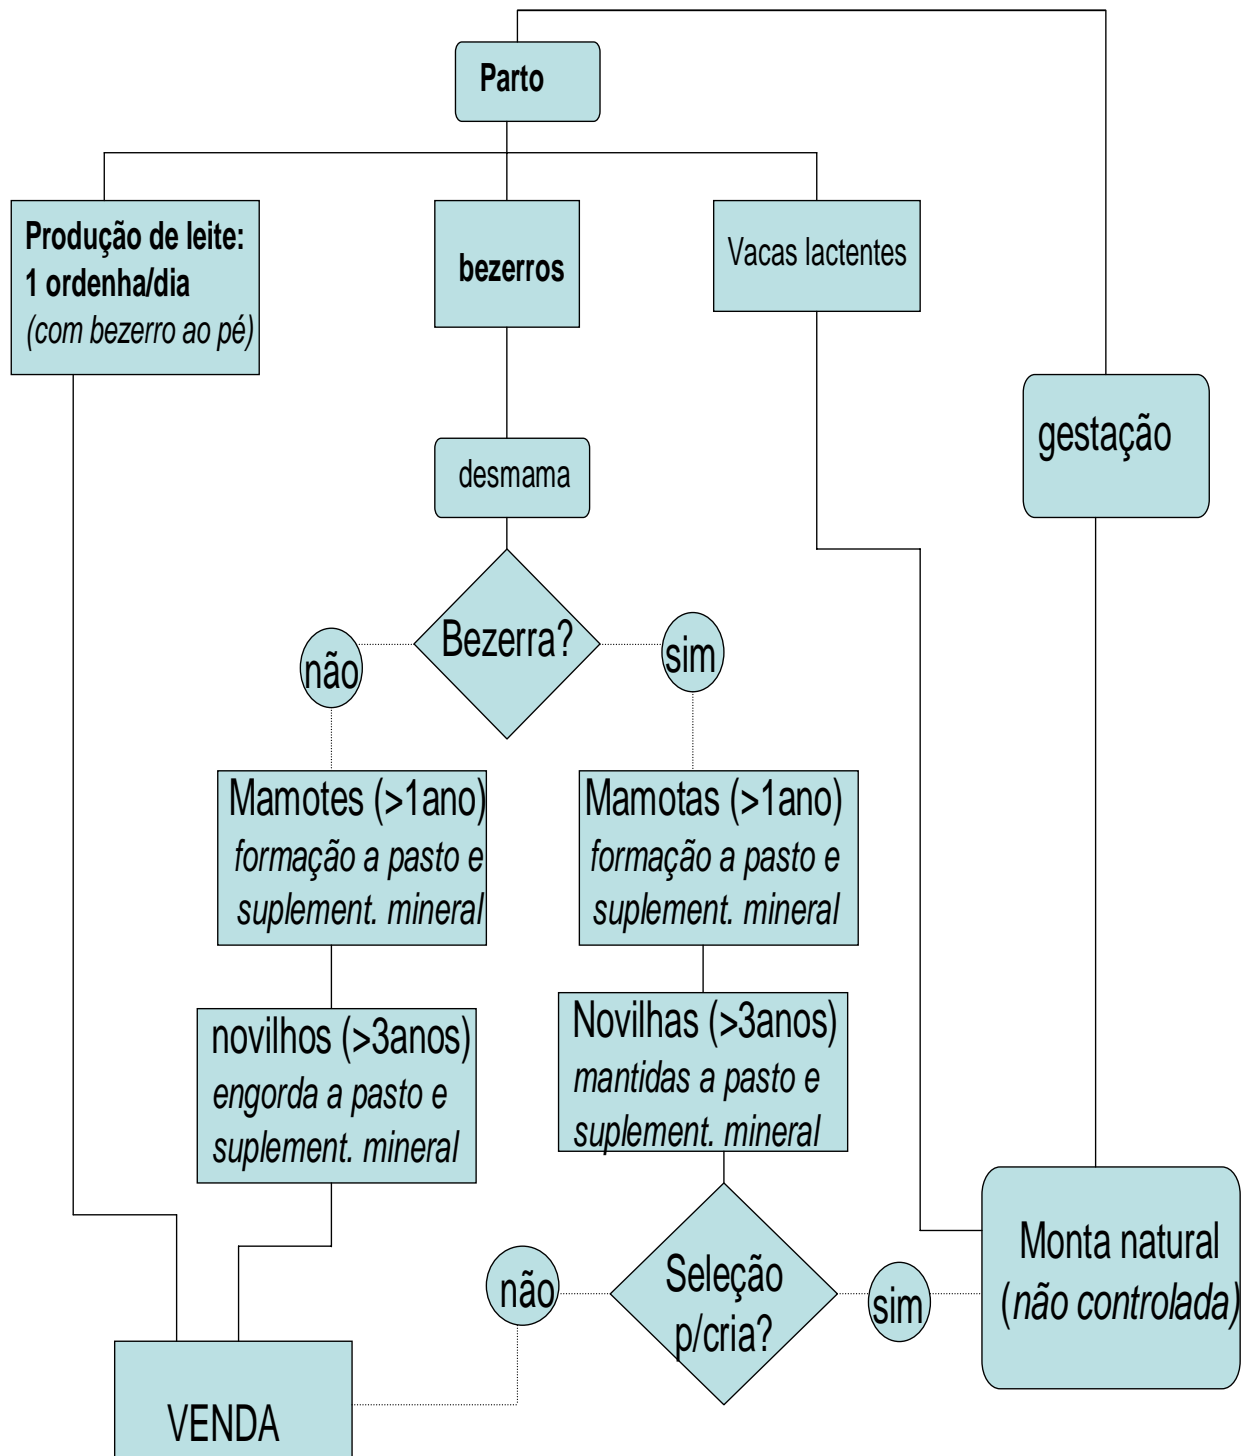 Parto
Produção de leite:
1 ordenha/dia
(com bezerro ao pé)
bezerros
Vacas lactentes
gestação
desmama
Bezerra?
não
sim
Mamotes (>1ano)
formação a pasto e
suplement. mineral
Mamotas (>1ano)
formação a pasto e
suplement. mineral
novilhos (>3anos)
engorda a pasto e
suplement. mineral
Novilhas (>3anos)
mantidas a pasto e
suplement. mineral
Seleção
p/cria?
não
sim
Monta natural
(não controlada)
VENDA